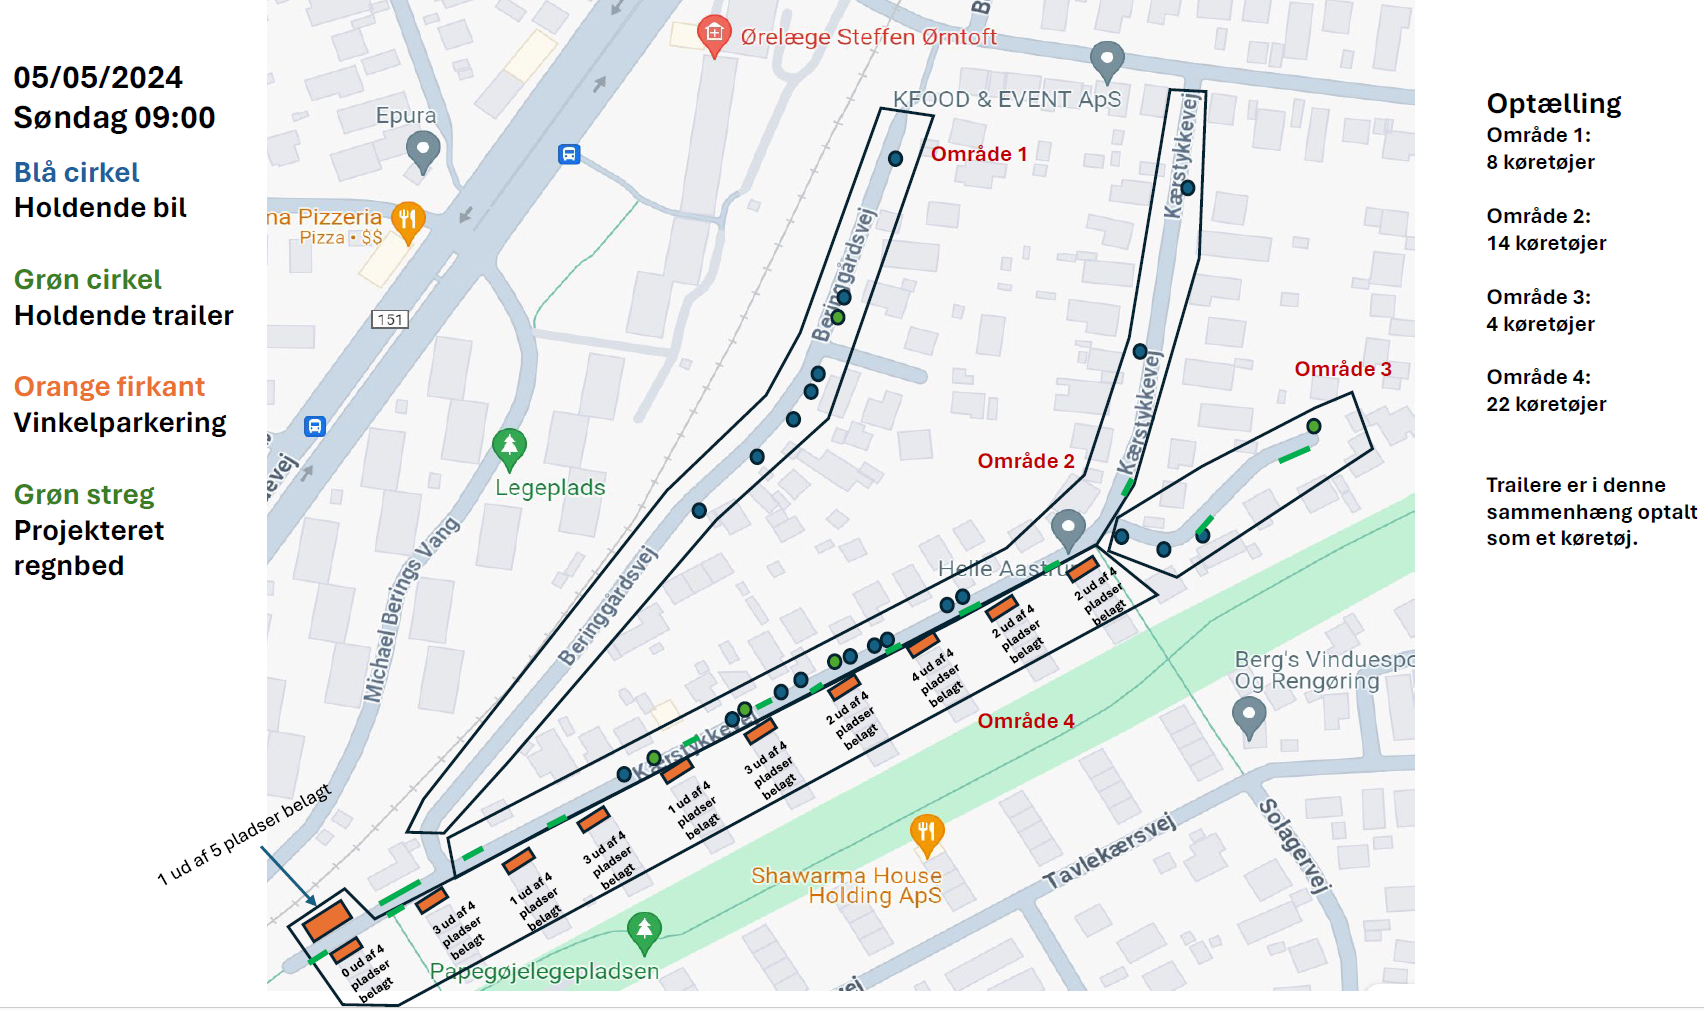 05/05/2024
Søndag 09:00
Blå cirkel
Holdende bil
Grøn cirkel
Holdende trailer
Orange firkant
Vinkelparkering
Grøn streg
Projekteret
regnbed
Ørelæge Steffen Ørntoft
KFOOD & EVENT ApS
Epura
na Pizzeria
Pizza • $$
151
Legeplads
Michael Berings Vang
Beringgårdsvej
Beringgårdsvej
Kærstykkevej
Kærstykkevej
Kærstykkevej
Område 1
Område 2
Område 3
Område 4
Helle Aastru
Berg's Vinduespo
Og Rengøring
Shawarma House
Holding ApS
Papegøjelegepladsen
Tavlekærsvej
Solagervej
1 ud af 5 pladser belagt
0 ud af 4
pladser
belagt
3 ud af 4
pladser
belagt
1 ud af 4
pladser
belagt
3 ud af 4
pladser
belagt
1 ud af 4
pladser
belagt
3 ud af 4
pladser
belagt
2 ud af 4
pladser
belagt
4 ud af 4
pladser
belagt
2 ud af 4
pladser
belagt
2 ud af 4
pladser
belagt
Optælling
Område 1:
8 køretøjer
Område 2:
14 køretøjer
Område 3:
4 køretøjer
Område 4:
22 køretøjer
Trailere er i denne
sammenhæng optalt
som et køretøj.